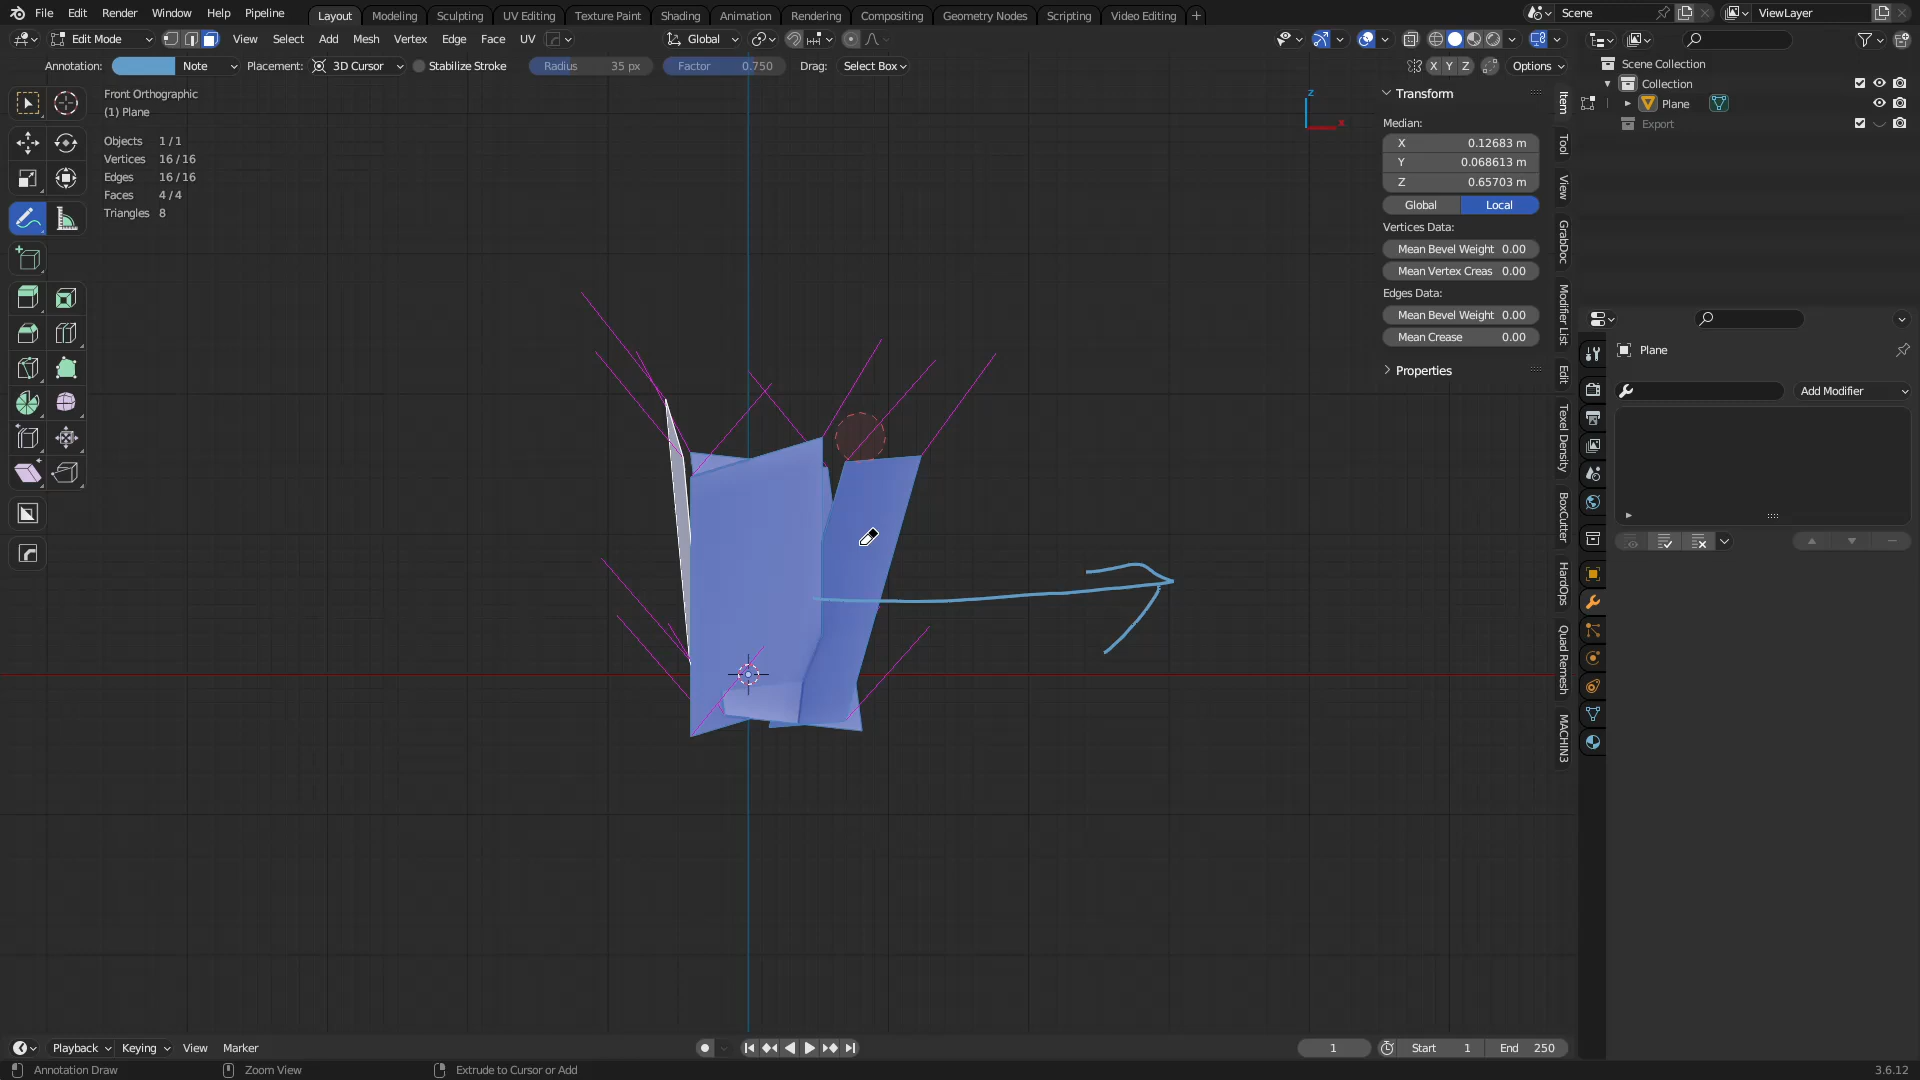 File Edit Render Window Help Pipeline Layout Modeling Sculpting UV Editing Texture Paint Shading Animation Rendering Compositing Geometry Nodes Scripting Video Editing + Scene ViewLayer
Edit Mode View Select Add Mesh Vertex Edge Face UV Global
Annotation: Note Placement: 3D Cursor Stabilize Stroke Radius 35 px Factor 0.750 Drag: Select Box X Y Z Options
Scene Collection
Collection
Plane
Export
Front Orthographic
(1) Plane
Objects 1/1
Vertices 16/16
Edges 16/16
Faces 4/4
Triangles 8
z
x
Transform
Median:
X 0.12683 m
Y 0.068613 m
Z 0.65703 m
Global Local
Vertices Data:
Mean Bevel Weight 0.00
Mean Vertex Creas 0.00
Edges Data:
Mean Bevel Weight 0.00
Mean Crease 0.00
Properties
Item
Tool
View
GrabDoc
Modifier List
Edit
Texel Density
BoxCutter
HardOps
Quad Remesh
MACHIN3
Plane
Add Modifier
Playback Keying View Marker 1 Start 1 End 250
Annotation Draw Zoom View Extrude to Cursor or Add 3.6.12